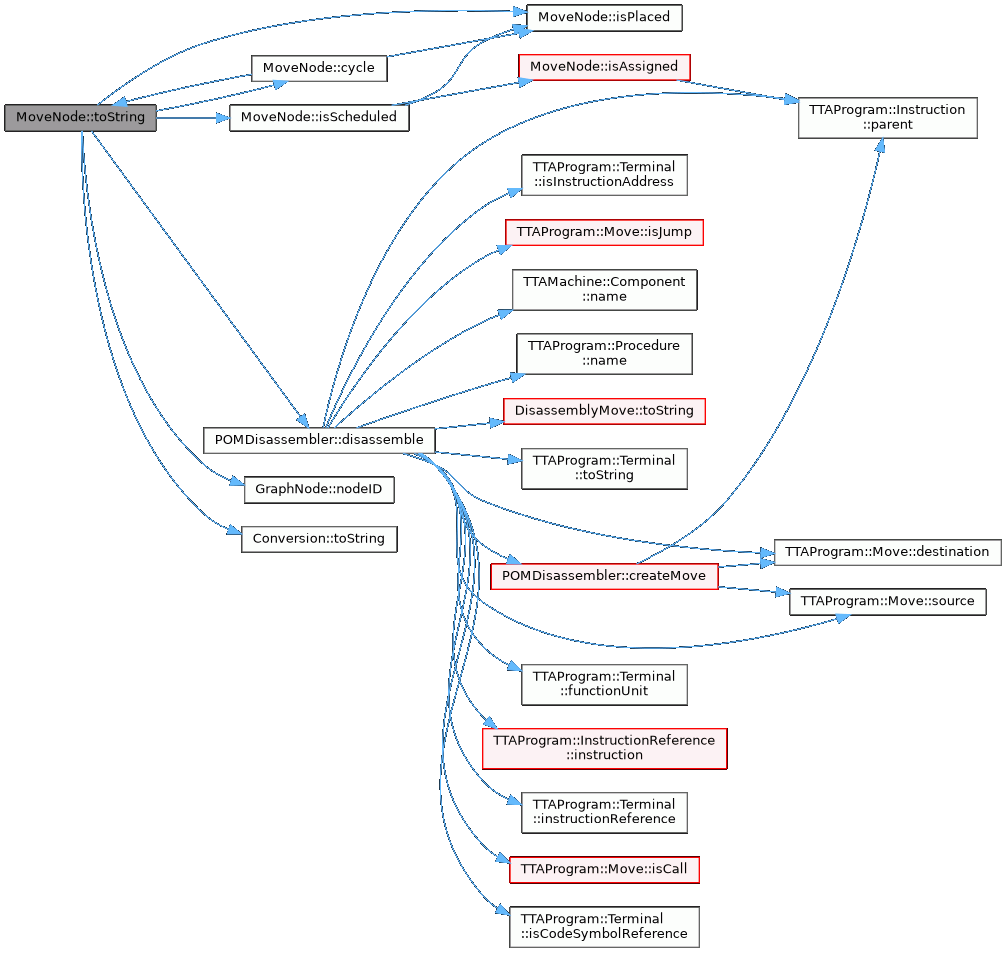 MoveNode::isPlaced
MoveNode::cycle
MoveNode::isAssigned
MoveNode::toString
MoveNode::isScheduled
TTAProgram::Instruction
::parent
TTAProgram::Terminal
::isInstructionAddress
TTAProgram::Move::isJump
TTAMachine::Component
::name
TTAProgram::Procedure
::name
DisassemblyMove::toString
POMDisassembler::disassemble
TTAProgram::Terminal
::toString
GraphNode::nodeID
Conversion::toString
TTAProgram::Move::destination
POMDisassembler::createMove
TTAProgram::Move::source
TTAProgram::Terminal
::functionUnit
TTAProgram::InstructionReference
::instruction
TTAProgram::Terminal
::instructionReference
TTAProgram::Move::isCall
TTAProgram::Terminal
::isCodeSymbolReference